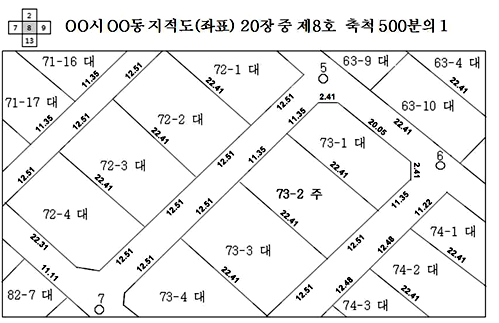 2
7 8 9
13
OO시 OO동 지적도(좌표) 20장 중 제8호 축척 500분의 1
71-16 대
11.35
12.51
72-1 대
5
63-9 대
63-4 대
71-17 대
22.41
12.51
2.41
63-10 대
11.35
72-2 대
11.35
20.05
22.41
12.51
22.41
12.51
73-1 대
6
72-3 대
11.35
22.41
2.41
12.51
22.41
12.51
73-2 주
11.35
11.22
72-4 대
12.51
22.41
74-1 대
22.31
12.51
73-3 대
12.51
12.48
22.41
11.11
12.51
22.41
74-2 대
82-7 대
7
73-4 대
12.51
12.48
22.41
74-3 대